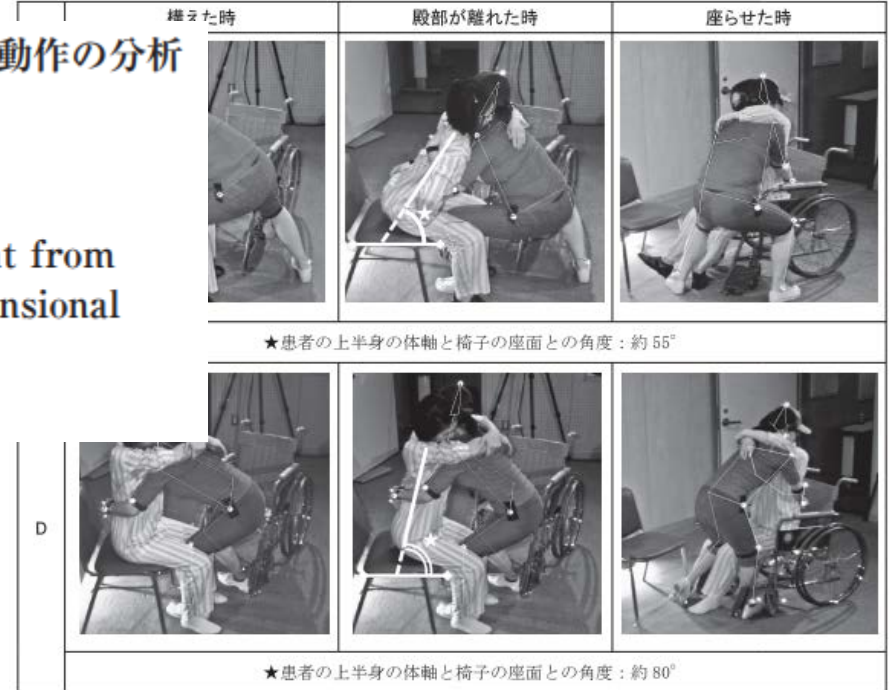 構えた時
殿部が離れた時
座らせた時
動作の分析
t from
nsional
★患者の上半身の体軸と椅子の座面との角度：約 55°
D
★患者の上半身の体軸と椅子の座面との角度：約 80°